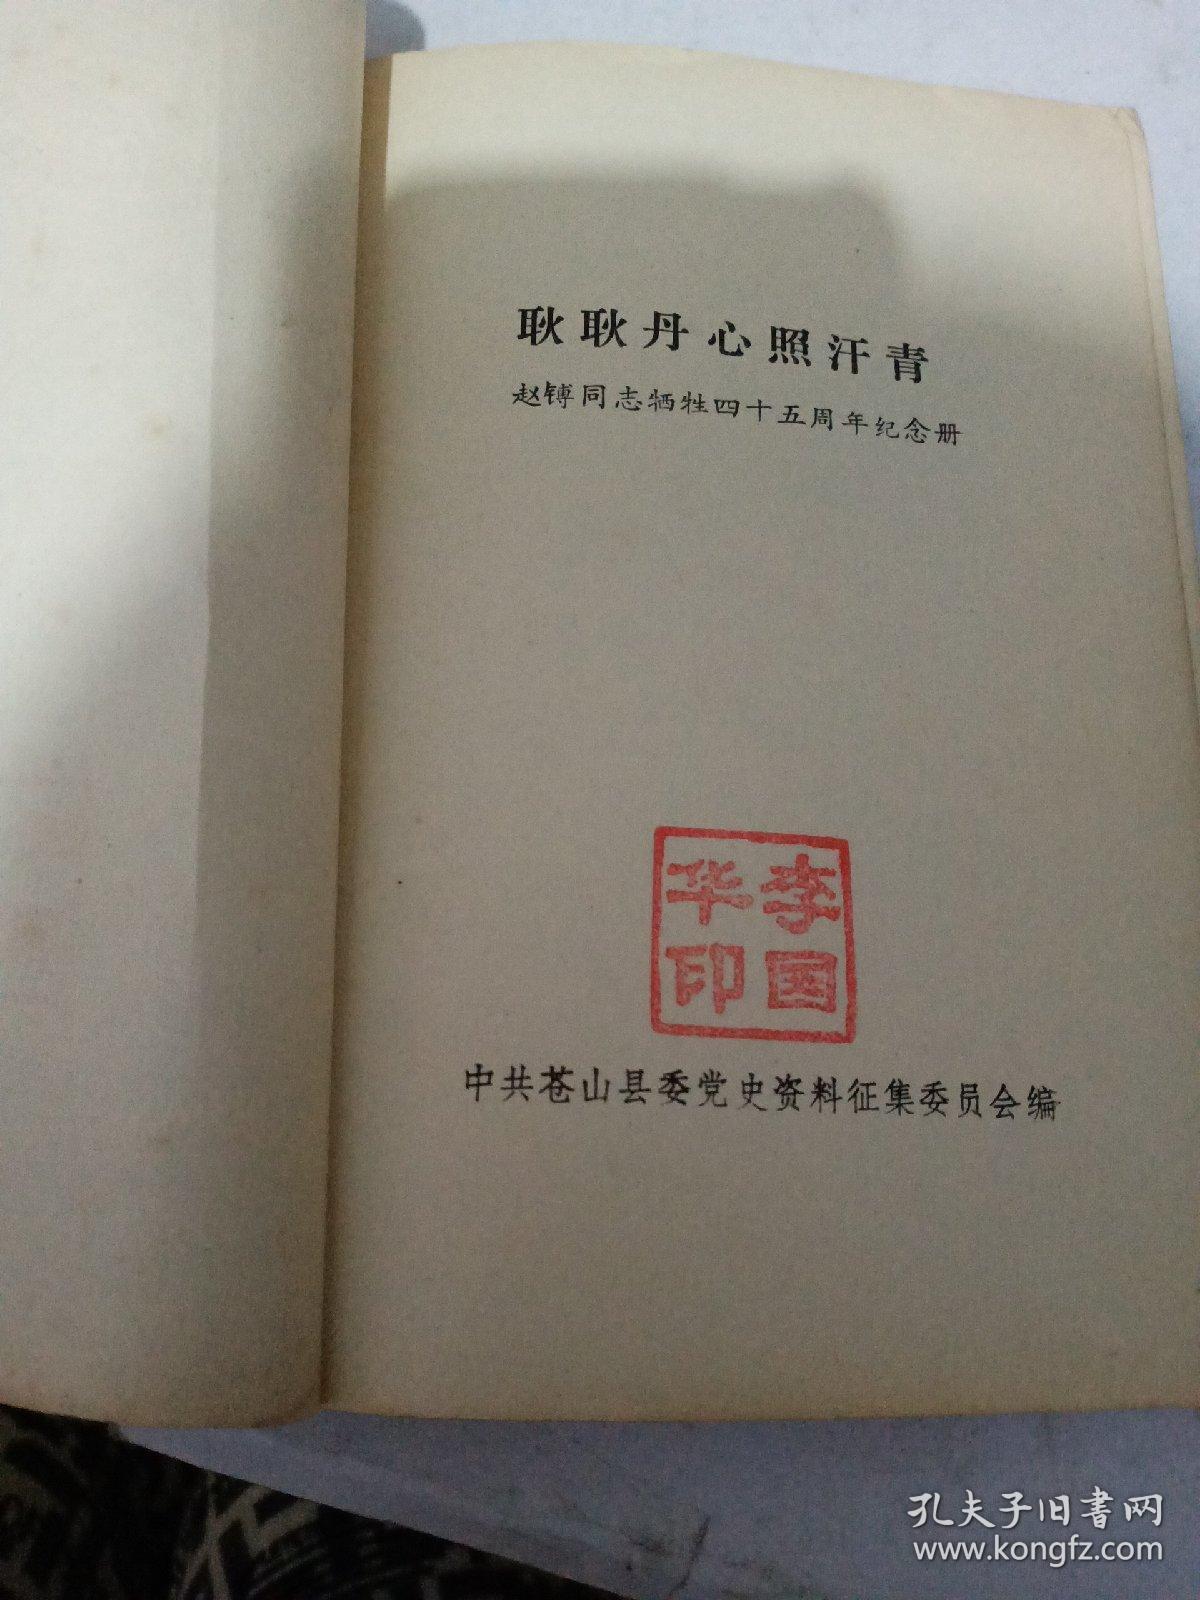 耿耿丹心照汗青
赵镈同志牺牲四十五周年纪念册
李国
华印
中共苍山县委党史资料征集委员会编
孔夫子旧書网
www.kongfz.com